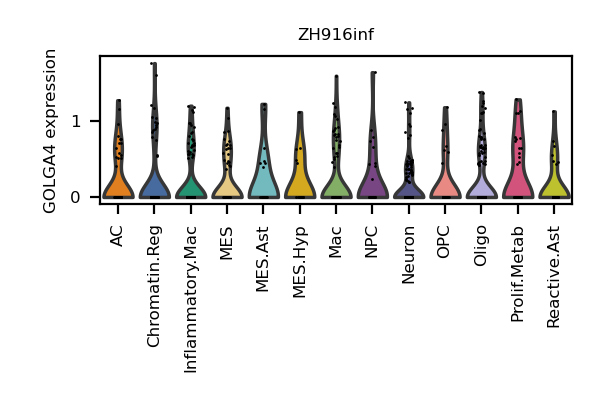 ZH916inf
GOLGA4 expression
1
0
AC
Chromatin.Reg
Inflammatory.Mac
MES
MES.Ast
MES.Hyp
Mac
NPC
Neuron
OPC
Oligo
Prolif.Metab
Reactive.Ast